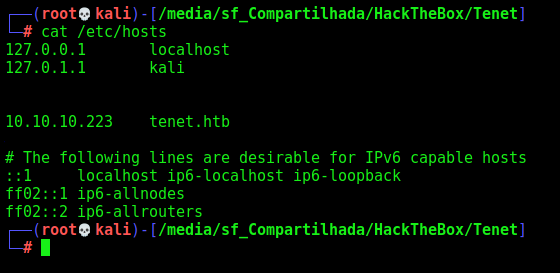 ┌──(root💀kali)-[/media/sf_Compartilhada/HackTheBox/Tenet]
└─# cat /etc/hosts
127.0.0.1       localhost
127.0.1.1       kali
10.10.10.223    tenet.htb
# The following lines are desirable for IPv6 capable hosts
::1     localhost ip6-localhost ip6-loopback
ff02::1 ip6-allnodes
ff02::2 ip6-allrouters
┌──(root💀kali)-[/media/sf_Compartilhada/HackTheBox/Tenet]
└─#